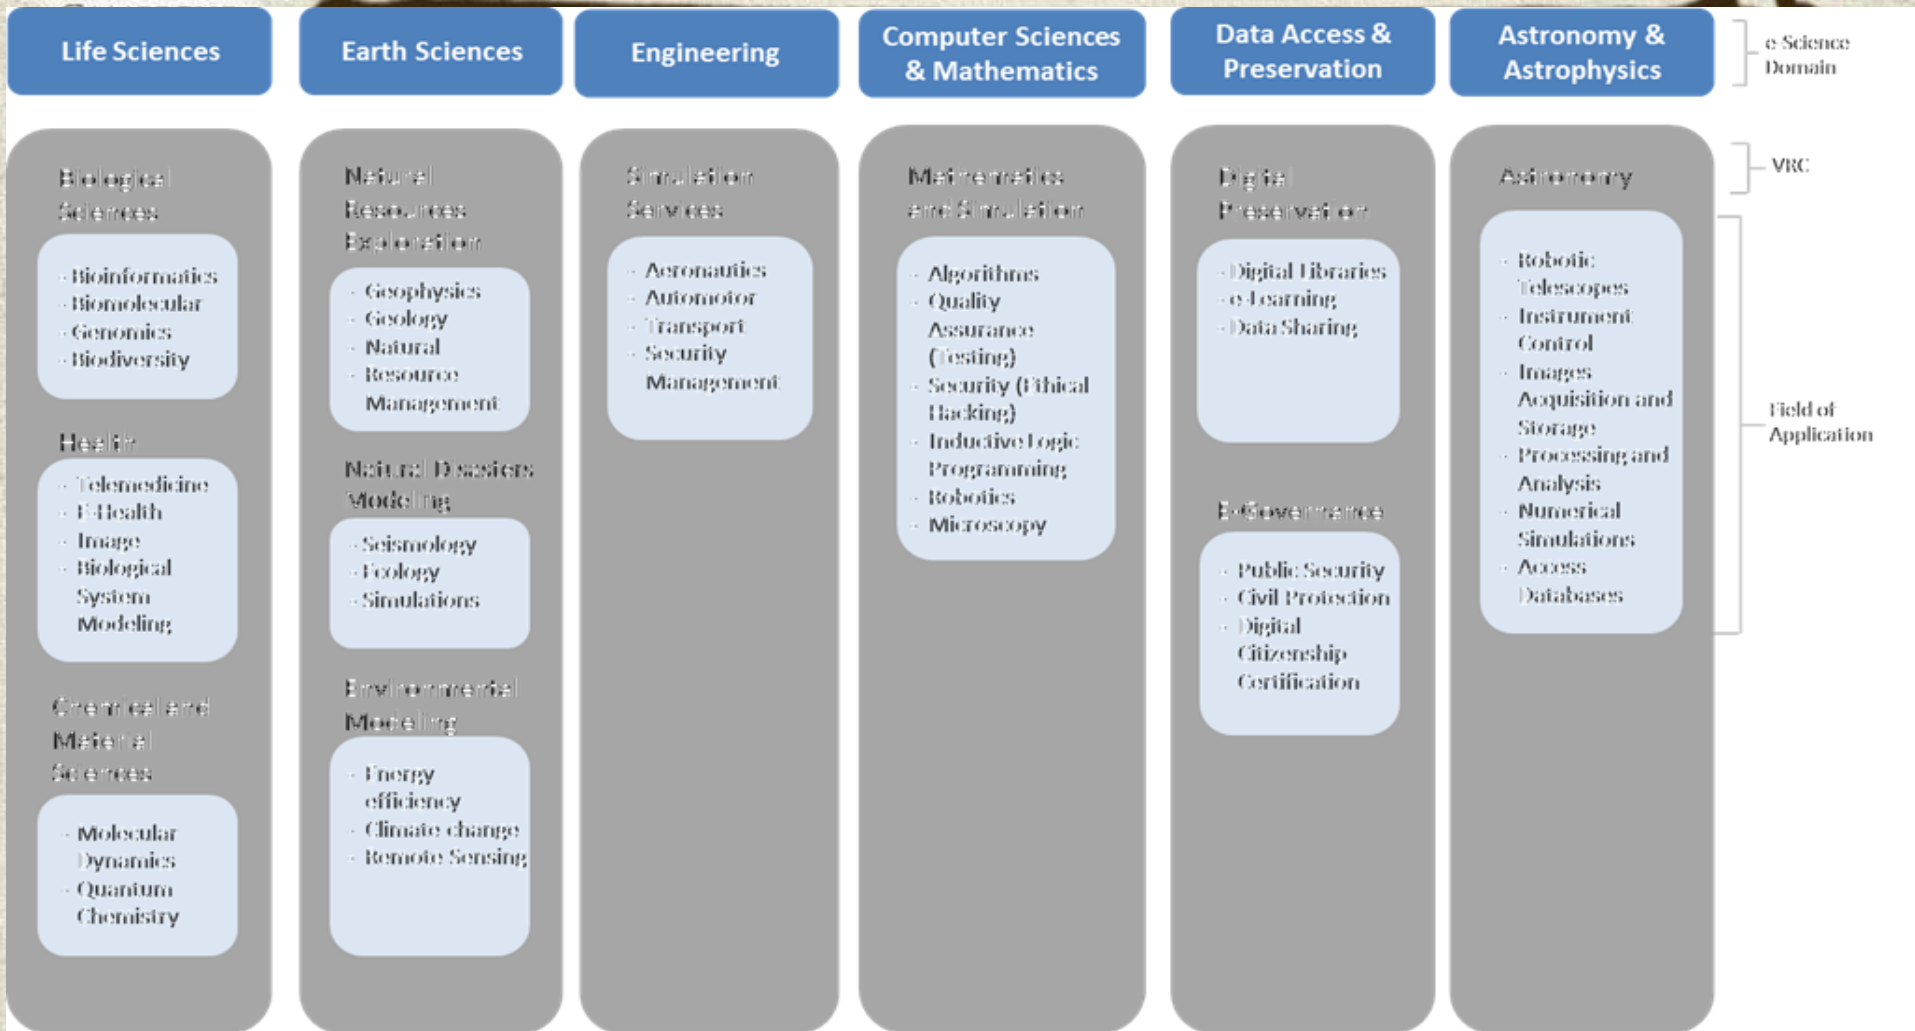 Life Sciences
Earth Sciences
Engineering
Computer Sciences
& Mathematics
Data Access &
Preservation
Astronomy &
Astrophysics
e-Science
Domain
Biological
Sciences
- Bioinformatics
- Biomolecular
- Genomics
- Biodiversity
Health
- Telemedicine
- E-Health
- Image
- Biological
System
Modeling
Chemical and
Material
Sciences
- Molecular
Dynamics
- Quantum
Chemistry
Natural
Resources
Exploration
- Geophysics
- Geology
- Natural
- Resource
Management
Natural Disasters
Modeling
- Seismology
- Ecology
- Simulations
Environmental
Modeling
- Energy
efficiency
- Climate change
- Remote Sensing
Simulation
Services
- Aeronautics
- Automotor
- Transport
- Security
Management
Mathematics
and Simulation
- Algorithms
- Quality
Assurance
(Testing)
- Security (Ethical
Hacking)
- Inductive Logic
Programming
- Robotics
- Microscopy
Digital
Preservation
- Digital Libraries
- e-Learning
- Data Sharing
E-Governance
- Public Security
- Civil Protection
- Digital
Citizenship
Certification
Astronomy
- Robotic
Telescopes
- Instrument
Control
- Images
Acquisition and
Storage
- Processing and
Analysis
- Numerical
Simulations
- Access
Databases
VRC
Field of
Application